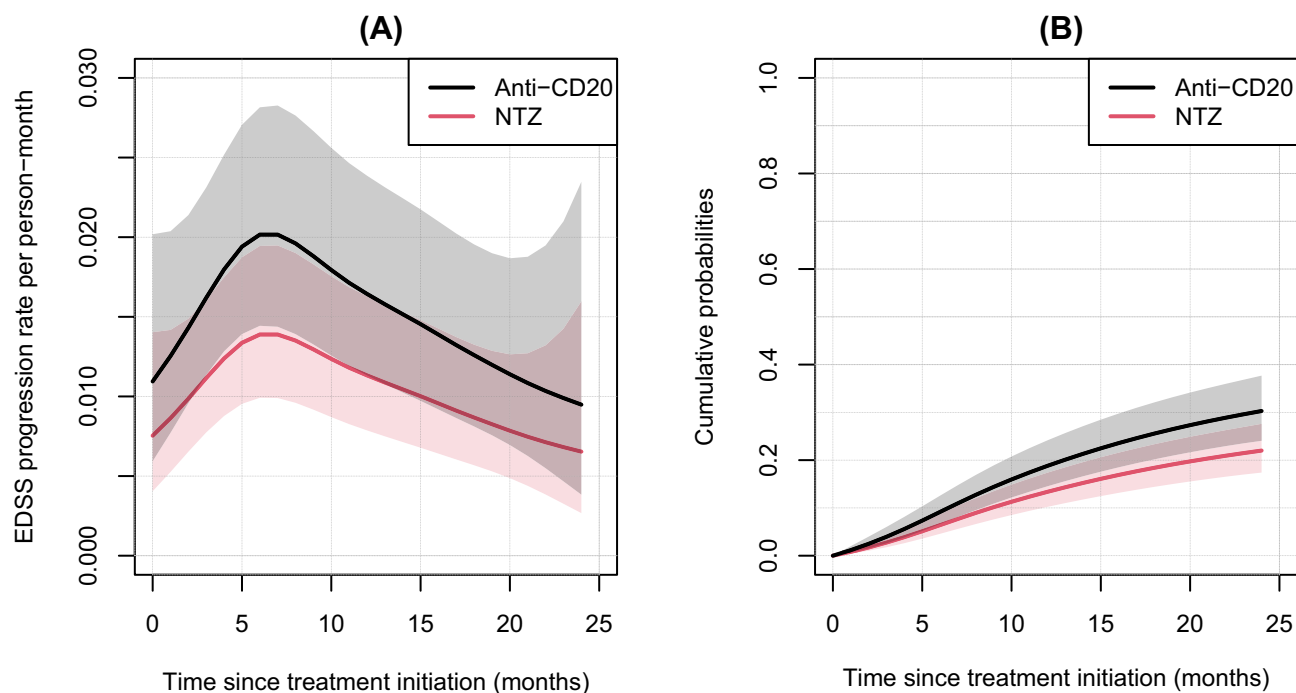 (A)
EDSS progression rate per person−month
0.030
0.020
0.010
0.000
Anti−CD20
NTZ
0 5 10 15 20 25
Time since treatment initiation (months)
(B)
Cumulative probabilities
1.0
0.8
0.6
0.4
0.2
0.0
Anti−CD20
NTZ
0 5 10 15 20 25
Time since treatment initiation (months)